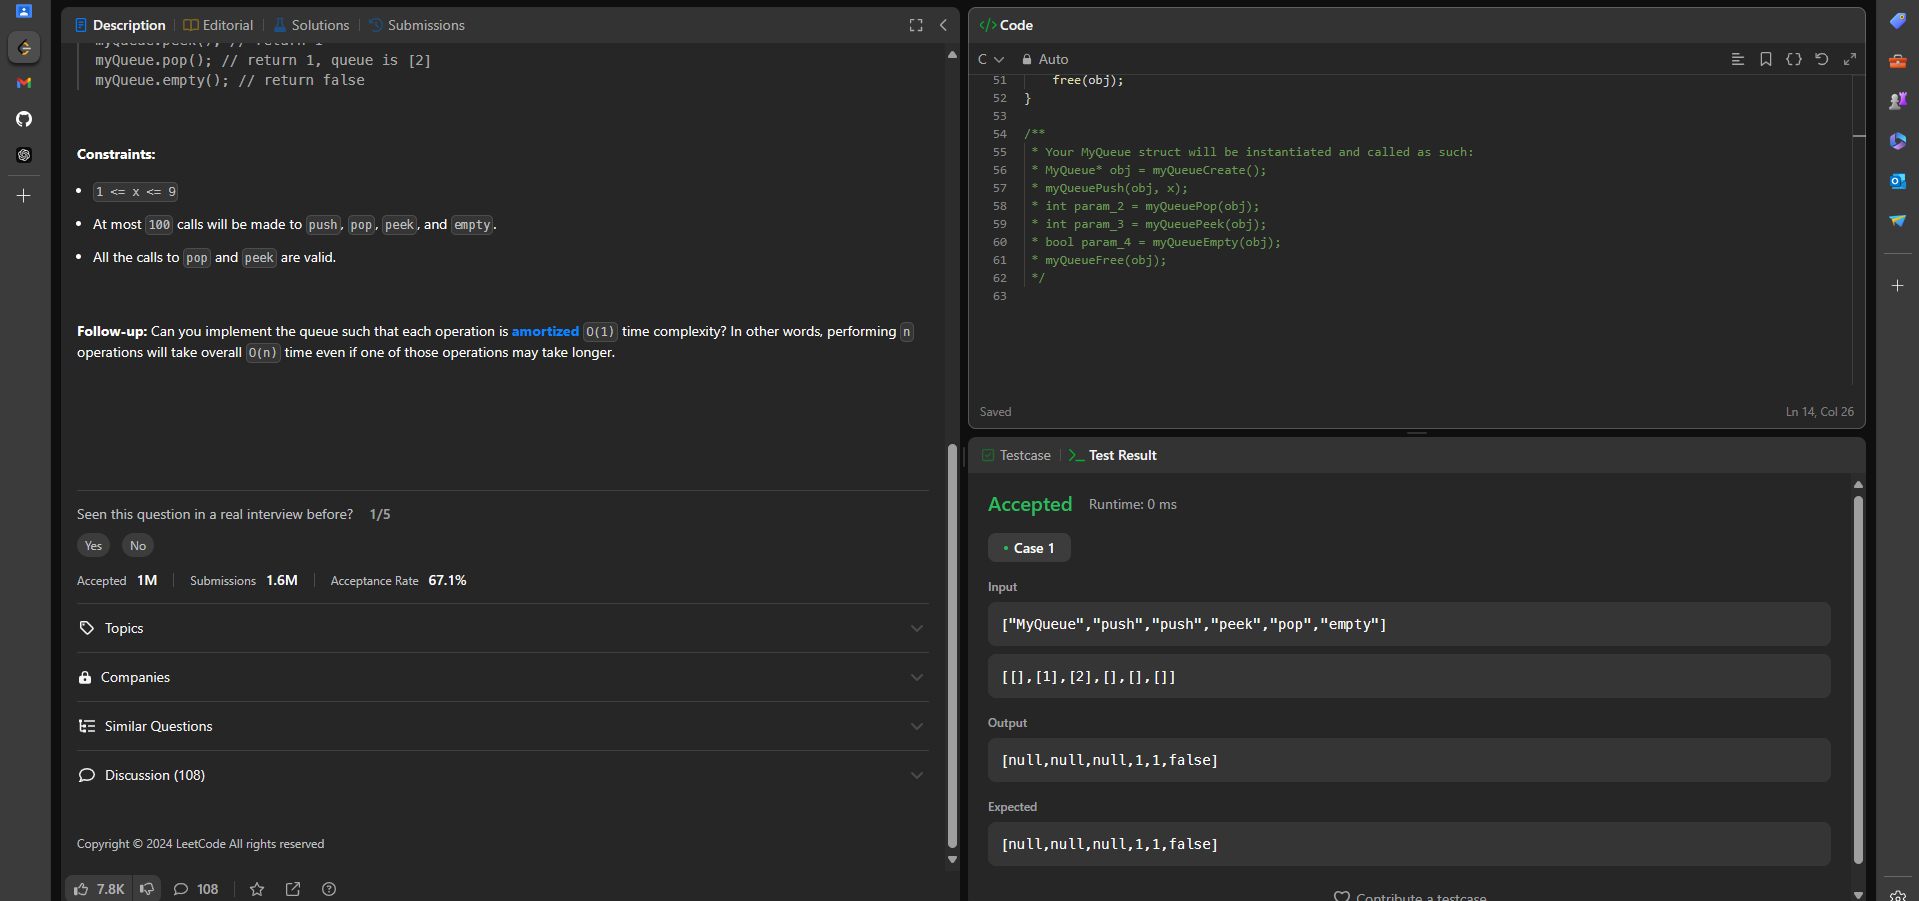 Description
Editorial
Solutions
Submissions
myQueue.peek(); // return 1
myQueue.pop(); // return 1, queue is [2]
myQueue.empty(); // return false
Constraints:
1 <= x <= 9
At most 100 calls will be made to push, pop, peek, and empty.
All the calls to pop and peek are valid.
Follow-up: Can you implement the queue such that each operation is amortized O(1) time complexity? In other words, performing n
operations will take overall O(n) time even if one of those operations may take longer.
Seen this question in a real interview before? 1/5
Yes No
Accepted 1M Submissions 1.6M Acceptance Rate 67.1%
Topics
Companies
Similar Questions
Discussion (108)
Copyright © 2024 LeetCode All rights reserved
7.8K 108
</> Code
C Auto
51 free(obj);
52 }
53
54 /**
55 * Your MyQueue struct will be instantiated and called as such:
56 * MyQueue* obj = myQueueCreate();
57 * myQueuePush(obj, x);
58 * int param_2 = myQueuePop(obj);
59 * int param_3 = myQueuePeek(obj);
60 * bool param_4 = myQueueEmpty(obj);
61 * myQueueFree(obj);
62 */
63
Saved Ln 14, Col 26
Testcase >_ Test Result
Accepted Runtime: 0 ms
• Case 1
Input
["MyQueue","push","push","peek","pop","empty"]
[[],[1],[2],[],[],[]]
Output
[null,null,null,1,1,false]
Expected
[null,null,null,1,1,false]
Contribute a testcase